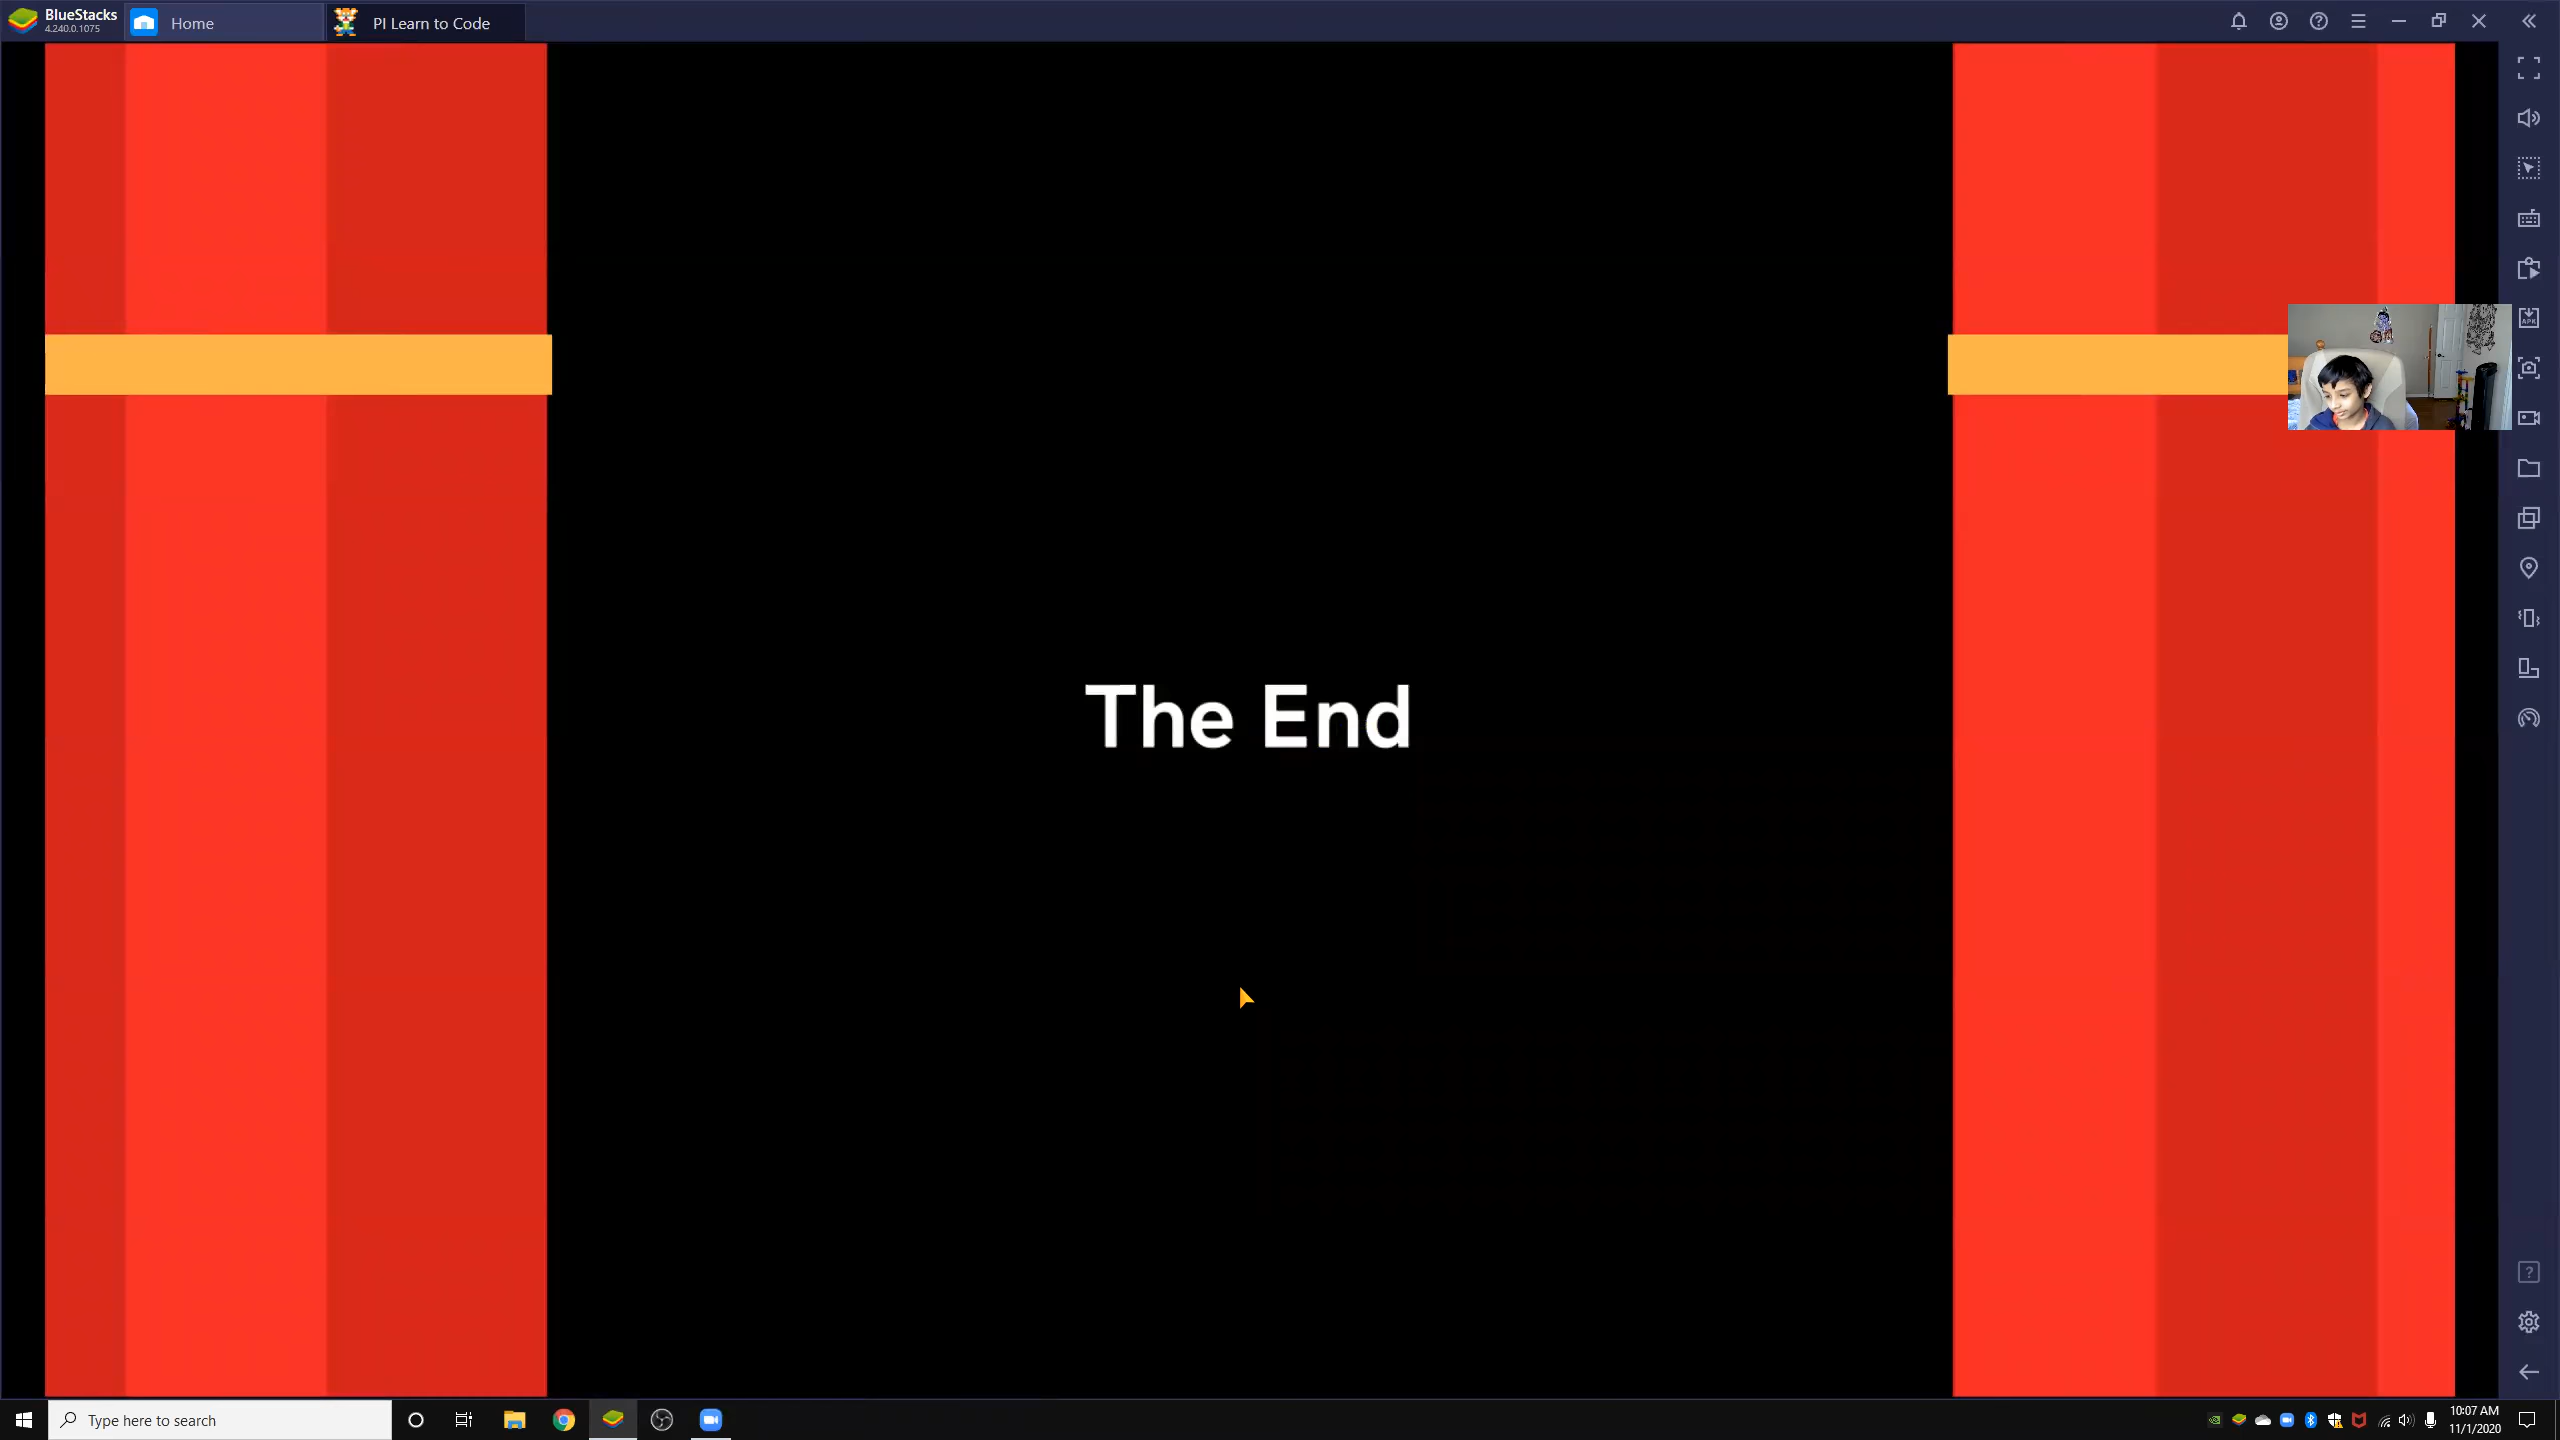 BlueStacks
4.240.0.1075
Home
PI Learn to Code
APK
The End
Type here to search
10:07 AM
11/1/2020